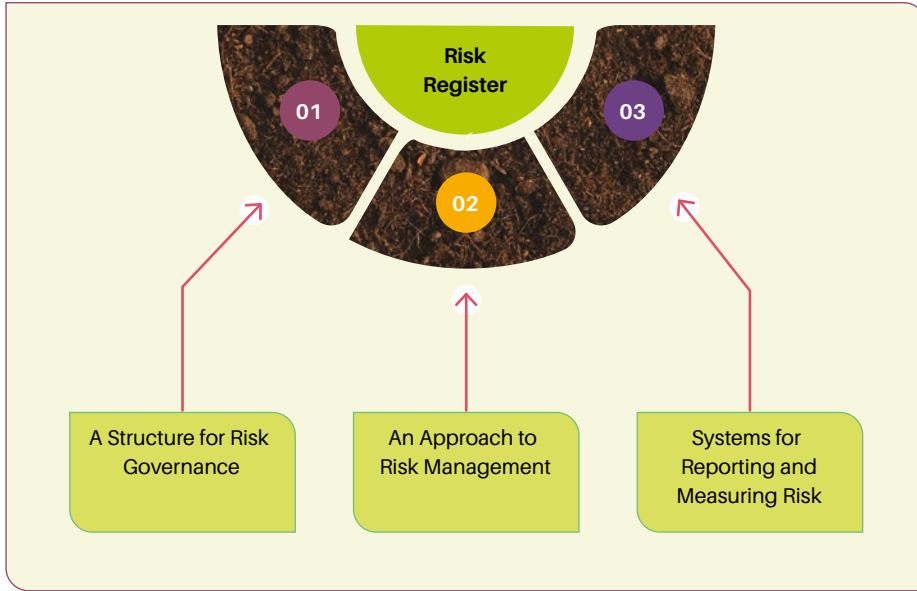 Risk
Register
01
02
03
A Structure for Risk
Governance
An Approach to
Risk Management
Systems for
Reporting and
Measuring Risk